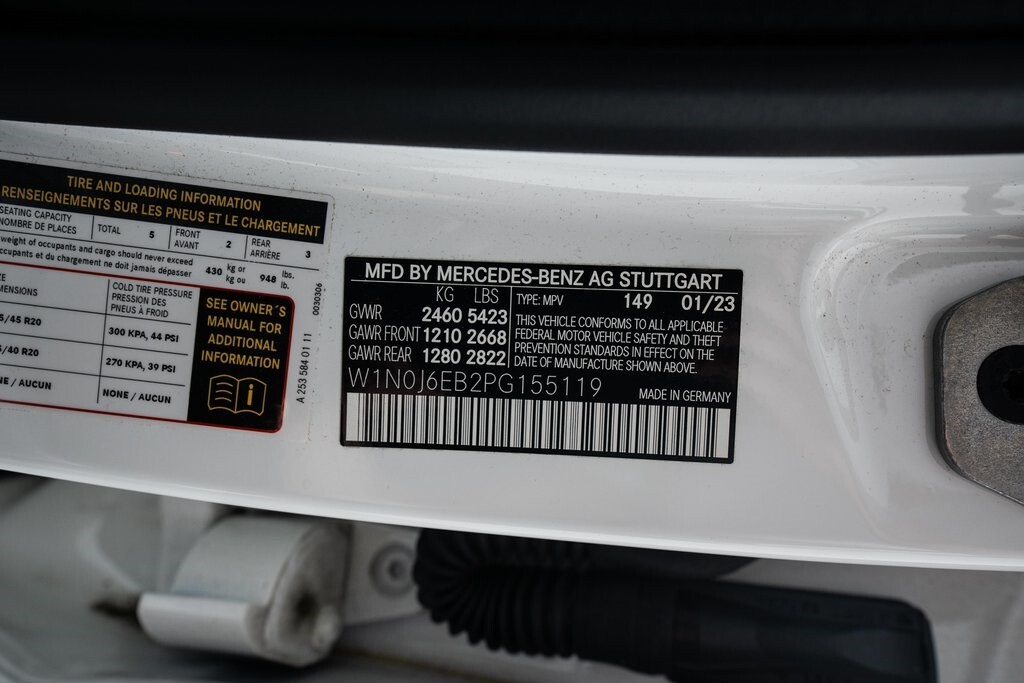 TIRE AND LOADING INFORMATION
RENSEIGNEMENTS SUR LES PNEUS ET LE CHARGEMENT
SEATING CAPACITY
NOMBRE DE PLACES
TOTAL 5
FRONT
AVANT 2
REAR
ARRIÈRE 3
weight of occupants and cargo should never exceed
occupants et du chargement ne doit jamais dépasser
430 kg or
kg ou
948 lbs.
lb.
COLD TIRE PRESSURE
PRESSION DES
PNEUS À FROID
/45 R20
300 KPA, 44 PSI
/40 R20
270 KPA, 39 PSI
/ AUCUN
NONE / AUCUN
SEE OWNER'S
MANUAL FOR
ADDITIONAL
INFORMATION
i
0030306
A 253 584 01 11
MFD BY MERCEDES-BENZ AG STUTTGART
KG LBS
GVWR 2460 5423
GAWR FRONT 1210 2668
GAWR REAR 1280 2822
TYPE: MPV 149 01/23
THIS VEHICLE CONFORMS TO ALL APPLICABLE
FEDERAL MOTOR VEHICLE SAFETY AND THEFT
PREVENTION STANDARDS IN EFFECT ON THE
DATE OF MANUFACTURE SHOWN ABOVE.
W1N0J6EB2PG155119
MADE IN GERMANY